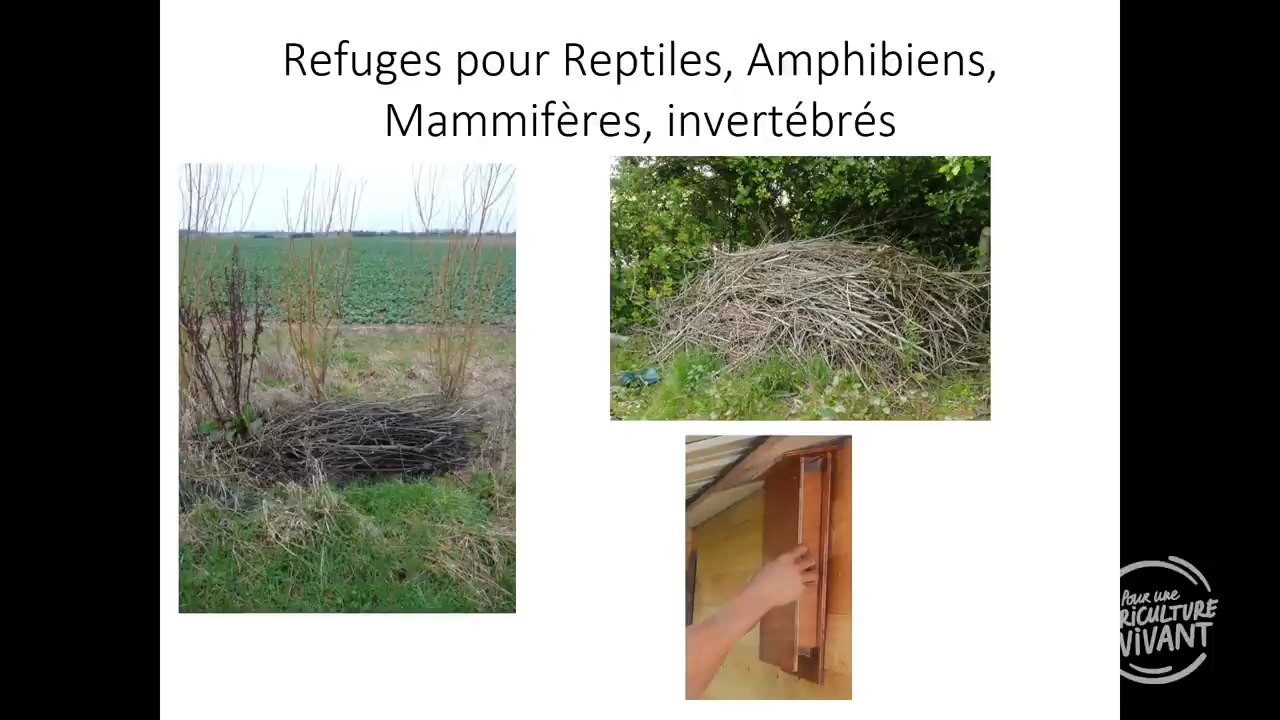 Refuges pour Reptiles, Amphibiens,
Mammifères, invertébrés
Pour une
RICULTURE
VIVANT